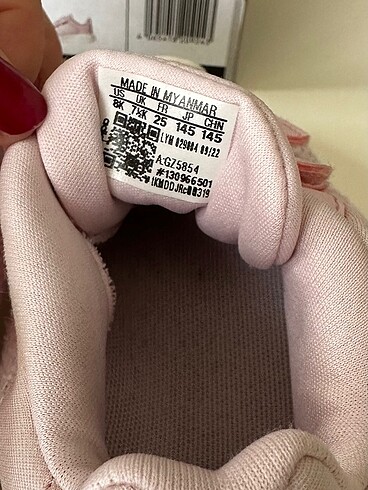 MADE IN MYANMAR
US UK FR JP CHN
8K 7½K 25 145 145
LYM 029004 09/22
A:GZ5854
#130966501